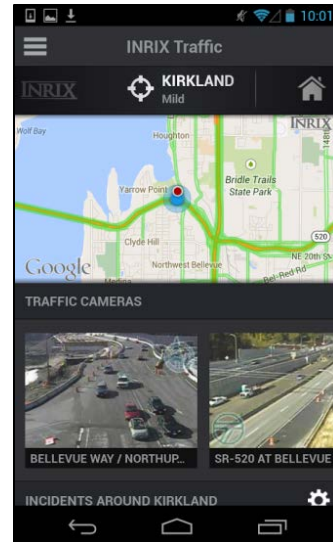 10:01
INRIX Traffic
INRIX
KIRKLAND
Mild
INRIX
Wolf Bay
Houghton
148th
Bridle Trails
State Park
Yarrow Point
Clyde Hill
520
Google
Northwest Bellevue
NE 20th St
Bel-Red Rd
Medina
TRAFFIC CAMERAS
BELLEVUE WAY / NORTHUP...
SR-520 AT BELLEVUE
INCIDENTS AROUND KIRKLAND